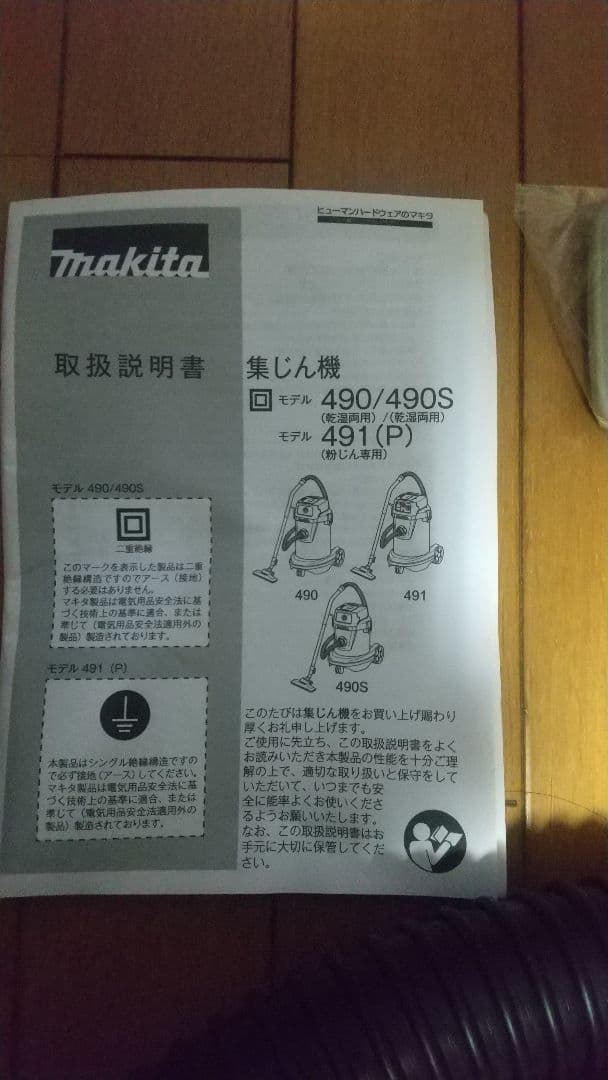 ヒューマンハードウェアのマキタ
makita
取扱説明書
集じん機
モデル 490/490S
(乾湿両用)/(乾湿両用)
モデル 491(P)
(粉じん専用)
モデル 490/490S
二重絶縁
このマークを表示した製品は二重
絶縁構造ですのでアース（接地）
する必要はありません。
マキタ製品は電気用品安全法に基
づく技術上の基準に適合、または
準じて（電気用品安全法適用外の
製品）製造されております。
モデル 491（P）
本製品はシングル絶縁構造ですの
で必ず接地（アース）してください。
マキタ製品は電気用品安全法に基
づく技術上の基準に適合、または
準じて（電気用品安全法適用外の
製品）製造されております。
490
491
490S
このたびは集じん機をお買い上げ賜わり
厚くお礼申し上げます。
ご使用に先立ち、この取扱説明書をよく
お読みいただき本製品の性能を十分ご理
解の上で、適切な取り扱いと保守をして
いただいて、いつまでも安
全に能率よくお使いくださ
るようお願いいたします。
なお、この取扱説明書はお
手元に大切に保管してくだ
さい。